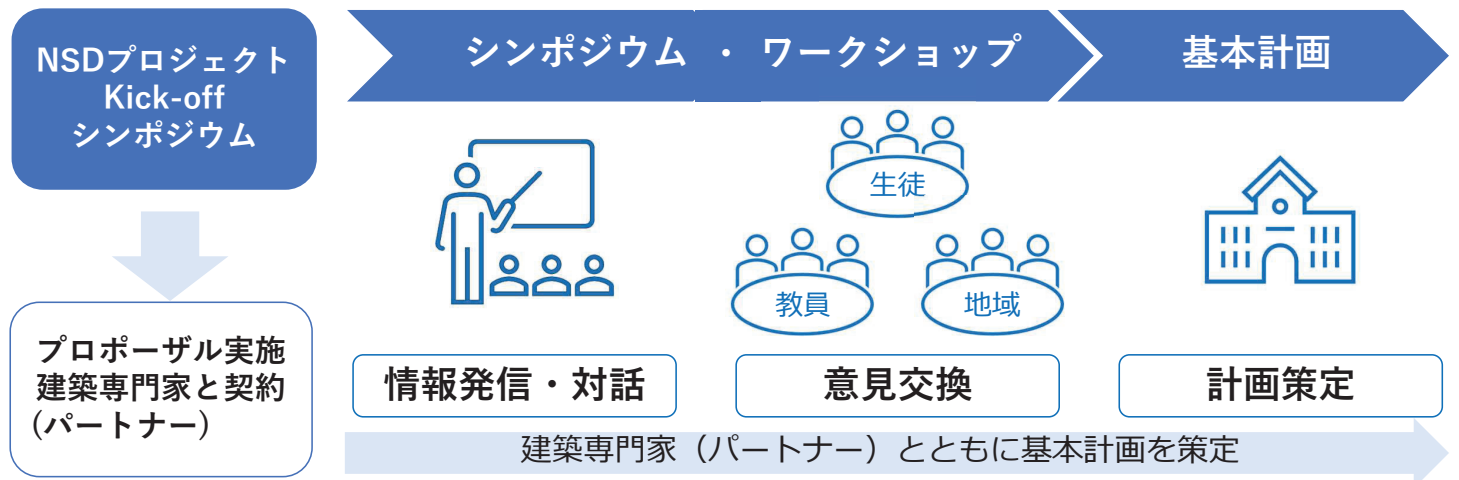 NSDプロジェクト
Kick-off
シンポジウム
プロポーザル実施
建築専門家と契約
(パートナー)
シンポジウム ・ ワークショップ
基本計画
生徒
教員
地域
情報発信・対話
意見交換
計画策定
建築専門家（パートナー）とともに基本計画を策定